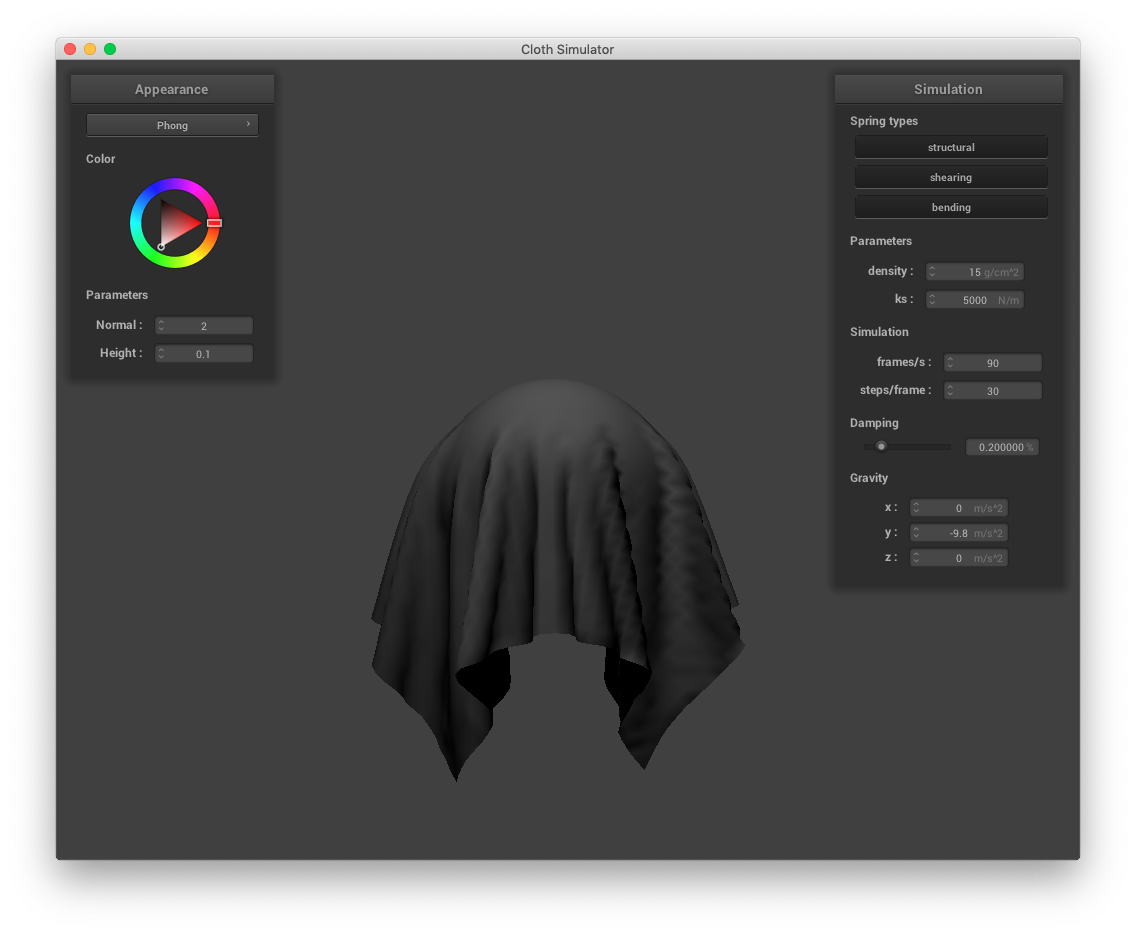 Cloth Simulator
Appearance
Phong ›
Color
Parameters
Normal : 2
Height : 0.1
Simulation
Spring types
structural
shearing
bending
Parameters
density : 15 g/cm^2
ks : 5000 N/m
Simulation
frames/s : 90
steps/frame : 30
Damping
0.200000 %
Gravity
x : 0 m/s^2
y : -9.8 m/s^2
z : 0 m/s^2